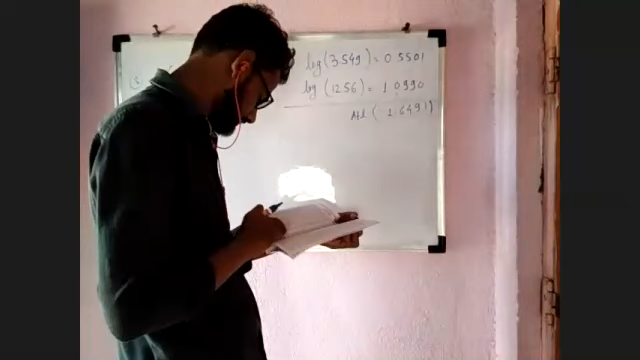 log (3.549) = 0 5501
log (12.56) = 1 0990
AL ( 1.6491)